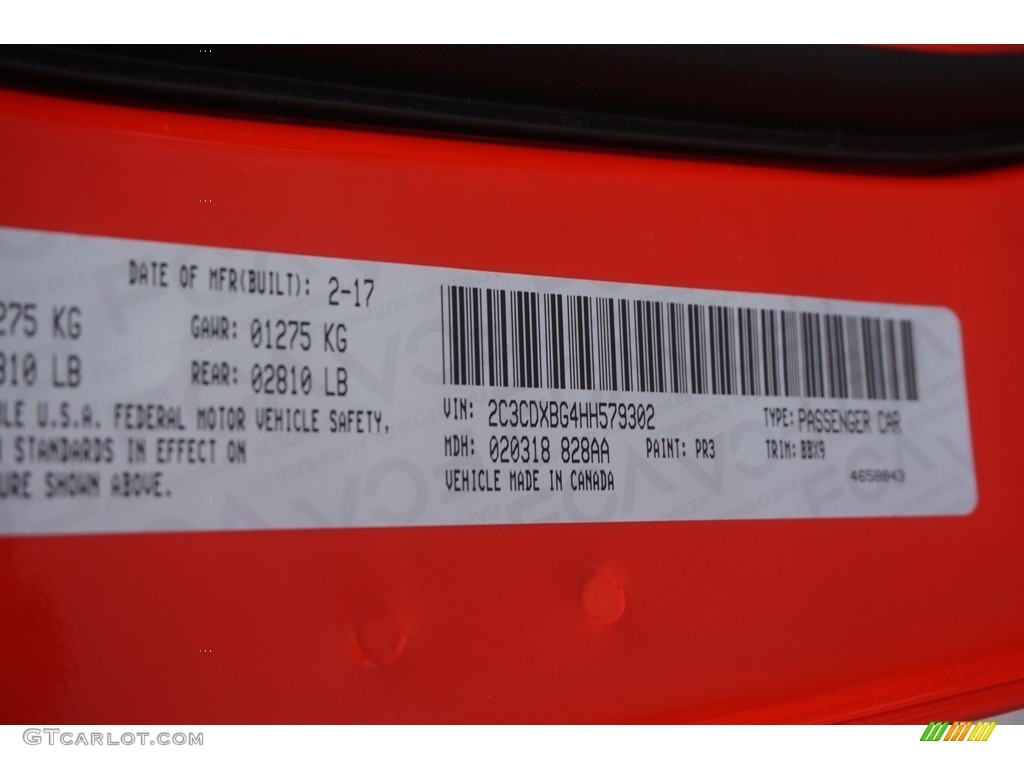 DATE OF MFR(BUILT): 2-17
275 KG GAWR: 01275 KG
810 LB REAR: 02810 LB
LE U.S.A. FEDERAL MOTOR VEHICLE SAFETY,
STANDARDS IN EFFECT ON
URE SHOWN ABOVE.
VIN: 2C3CDXBG4HH579302 TYPE: PASSENGER CAR
MDH: 020318 828AA PAINT: PR3 TRIM: BBX9
VEHICLE MADE IN CANADA 4658843
GTCARLOT.COM